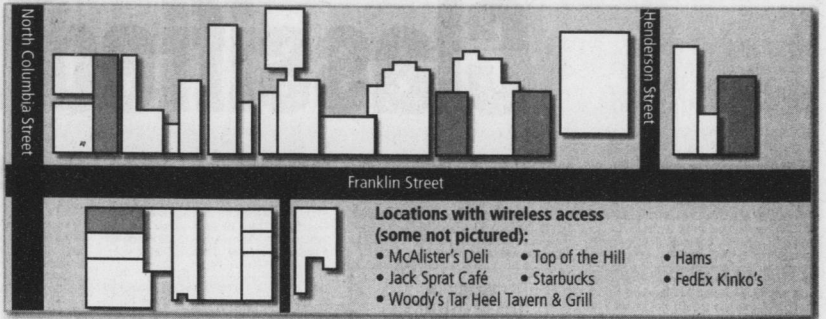 North Columbia Street
Henderson Street
Franklin Street
Locations with wireless access
(some not pictured):
• McAlister's Deli • Top of the Hill • Hams
• Jack Sprat Café • Starbucks • FedEx Kinko's
• Woody's Tar Heel Tavern & Grill